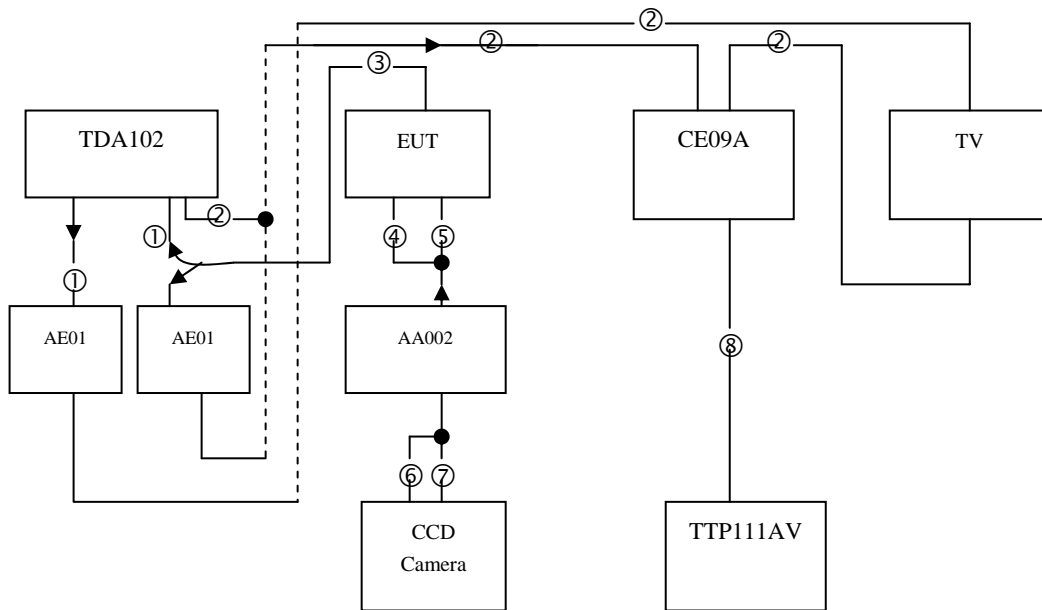 ②
② ②
③
TDA102 EUT CE09A TV
②
① ④ ⑤
①
AE01 AE01 AA002
⑧
⑥ ⑦
CCD
Camera
TTP111AV